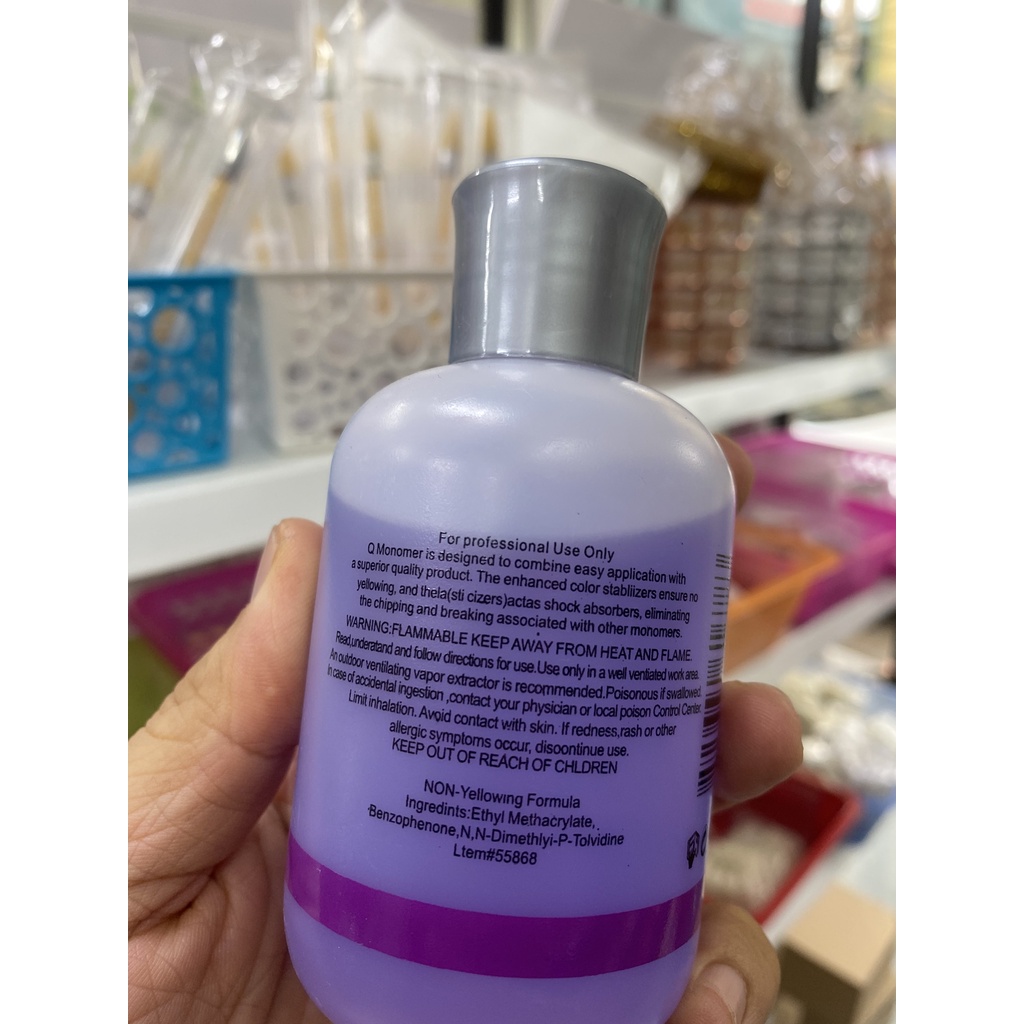 For professional Use Only
Q Monomer is designed to combine easy application with
a superior quality product. The enhanced color stabliizers ensure no
yellowing, and thela(sti cizers)actas shock absorbers, eliminating
the chipping and breaking associated with other monomers.
WARNING:FLAMMABLE KEEP AWAY FROM HEAT AND FLAME.
Read,underatand and follow directions for use.Use only in a well ventiated work area.
An outdoor ventilating vapor extractor is recommended.Poisonous if swallowed.
In case of accidental ingestion ,contact your physician or local poison Control Center.
Limit inhalation. Avoid contact with skin. If redness,rash or other
allergic symptoms occur, disoontinue use.
KEEP OUT OF REACH OF CHLDREN
NON-Yellowing Formula
Ingredints:Ethyl Methacrylate,.
Benzophenone,N,N-Dimethlyi-P-Tolvidine
Ltem#55868